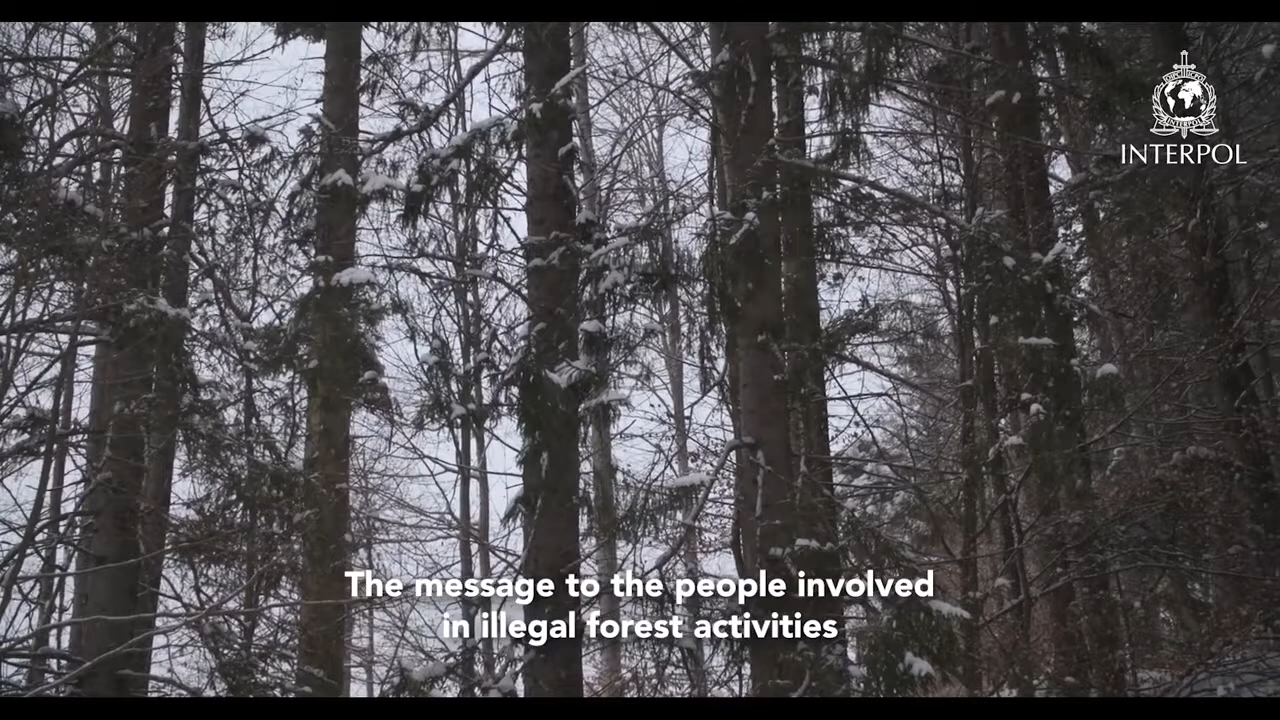 INTERPOL
The message to the people involved
in illegal forest activities